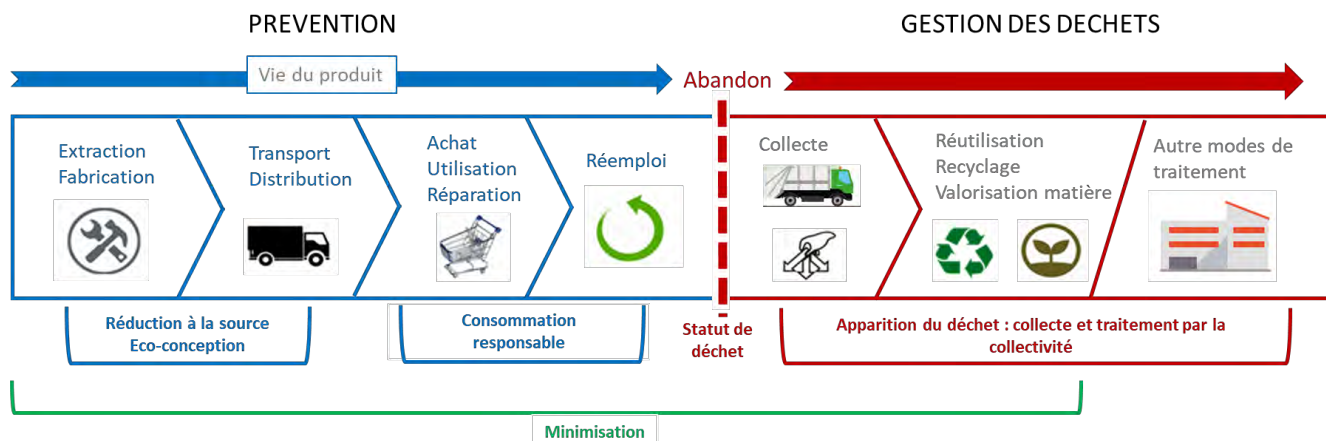 PREVENTION
GESTION DES DECHETS
Vie du produit
Abandon
Extraction
Fabrication
Transport
Distribution
Achat
Utilisation
Réparation
Réemploi
Collecte
Réutilisation
Recyclage
Valorisation matière
Autre modes de
traitement
Réduction à la source
Eco-conception
Consommation
responsable
Statut de
déchet
Apparition du déchet : collecte et traitement par la
collectivité
Minimisation